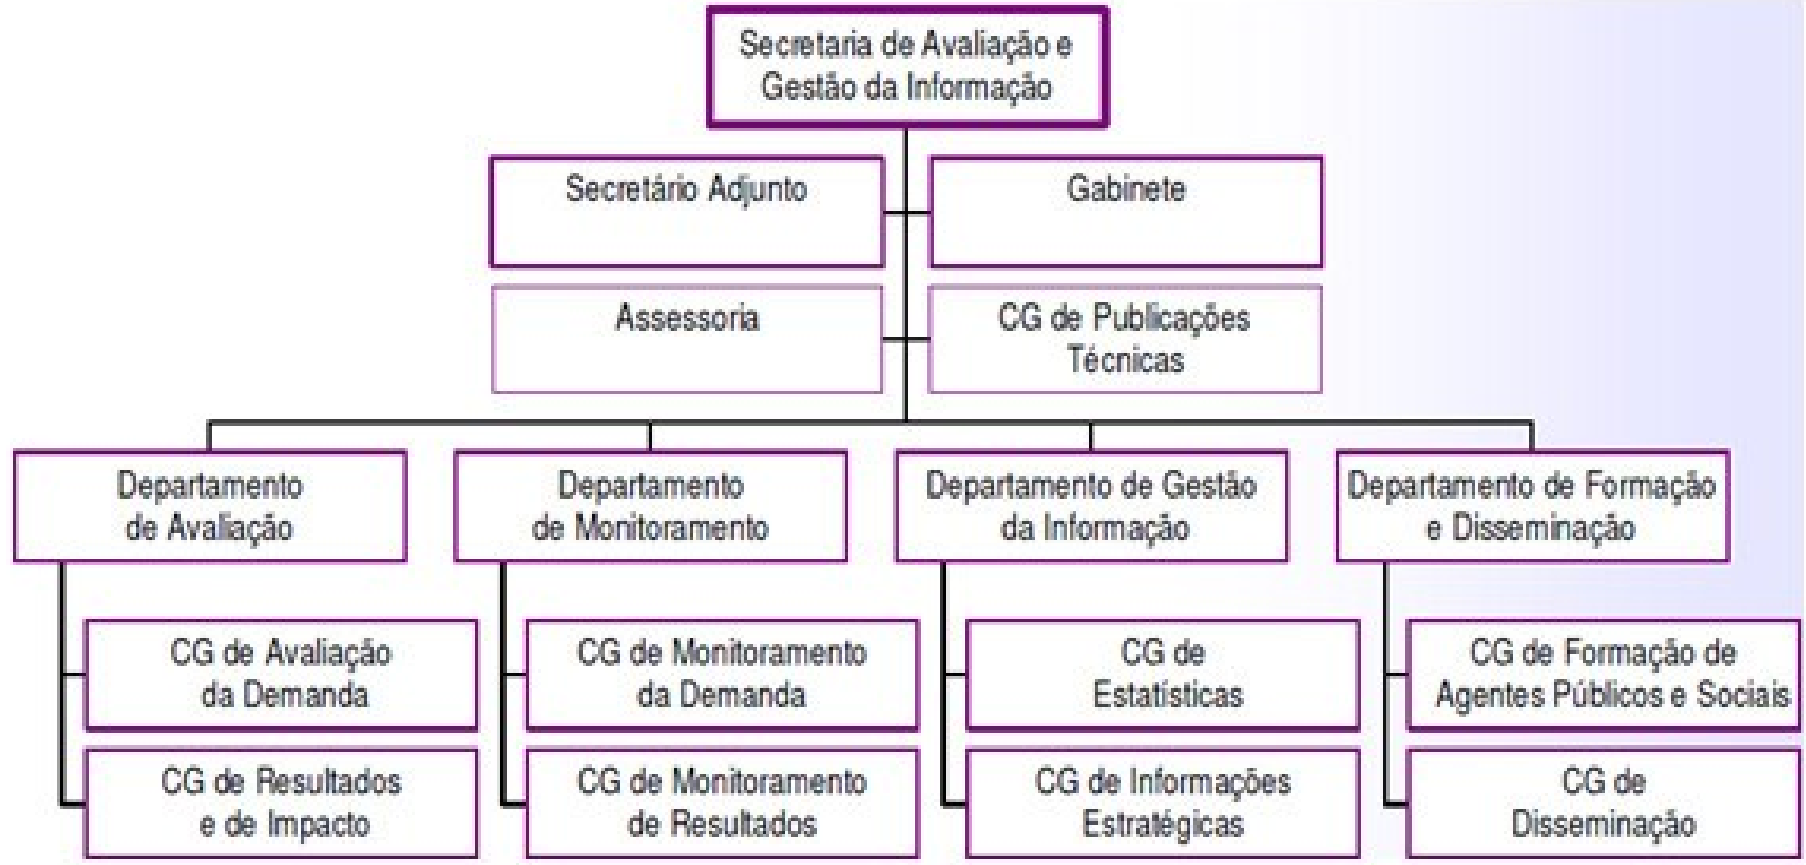 Secretaria de Avaliação e
Gestão da Informação
Secretário Adjunto
Gabinete
Assessoria
CG de Publicações
Técnicas
Departamento
de Avaliação
Departamento
de Monitoramento
Departamento de Gestão
da Informação
Departamento de Formação
e Disseminação
CG de Avaliação
da Demanda
CG de Monitoramento
da Demanda
CG de
Estatísticas
CG de Formação de
Agentes Públicos e Sociais
CG de Resultados
e de Impacto
CG de Monitoramento
de Resultados
CG de Informações
Estratégicas
CG de
Disseminação